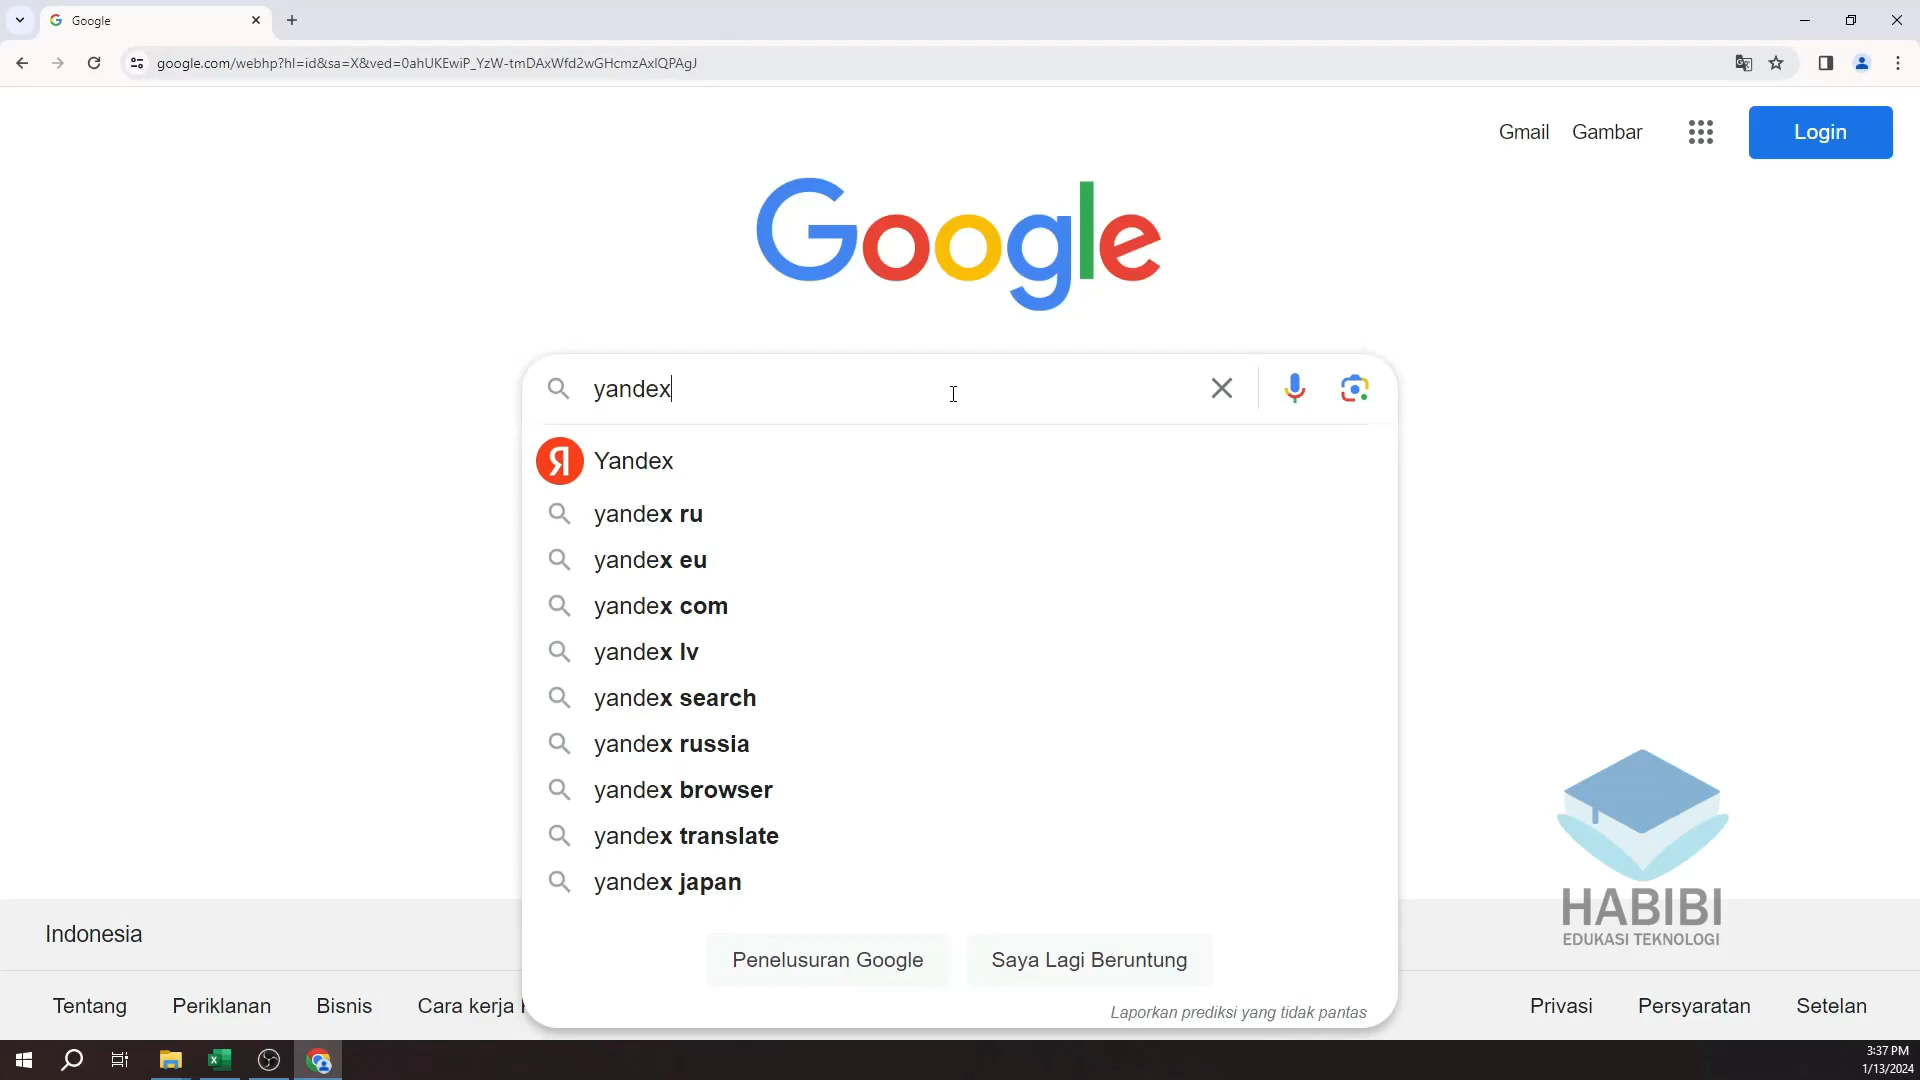 Google
google.com/webhp?hl=id&sa=X&ved=0ahUKEwiP_YzW-tmDAxWfd2wGHcmzAxIQPAgJ
Gmail Gambar Login
Google
yandex
Я Yandex
yandex ru
yandex eu
yandex com
yandex lv
yandex search
yandex russia
yandex browser
yandex translate
yandex japan
HABIBI
EDUKASI TEKNOLOGI
Indonesia
Penelusuran Google Saya Lagi Beruntung
Tentang Periklanan Bisnis Cara kerja Privasi Persyaratan Setelan
Laporkan prediksi yang tidak pantas
3:37 PM
1/13/2024